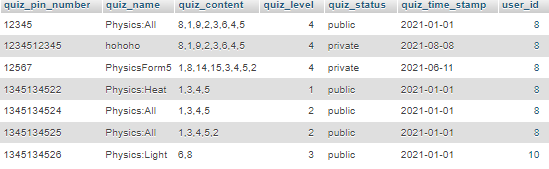 quiz_pin_number quiz_name quiz_content quiz_level quiz_status quiz_time_stamp user_id
12345 Physics:All 8,1,9,2,3,6,4,5 4 public 2021-01-01 8
1234512345 hohoho 8,1,9,2,3,6,4,5 4 private 2021-08-08 8
12567 PhysicsForm5 1,8,14,15,3,4,5,2 4 private 2021-06-11 8
1345134522 Physics:Heat 1,3,4,5 1 public 2021-01-01 8
1345134524 Physics:All 1,3,4,5 2 public 2021-01-01 8
1345134525 Physics:All 1,3,4,5,2 2 public 2021-01-01 8
1345134526 Physics:Light 6,8 3 public 2021-01-01 10